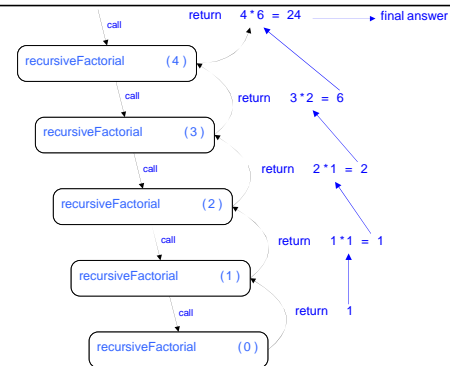 return 4*6 = 24 final answer
call
recursiveFactorial (4)
call
return 3*2 = 6
recursiveFactorial (3)
call
return 2*1 = 2
recursiveFactorial (2)
call
return 1*1 = 1
recursiveFactorial (1)
call
return 1
recursiveFactorial (0)